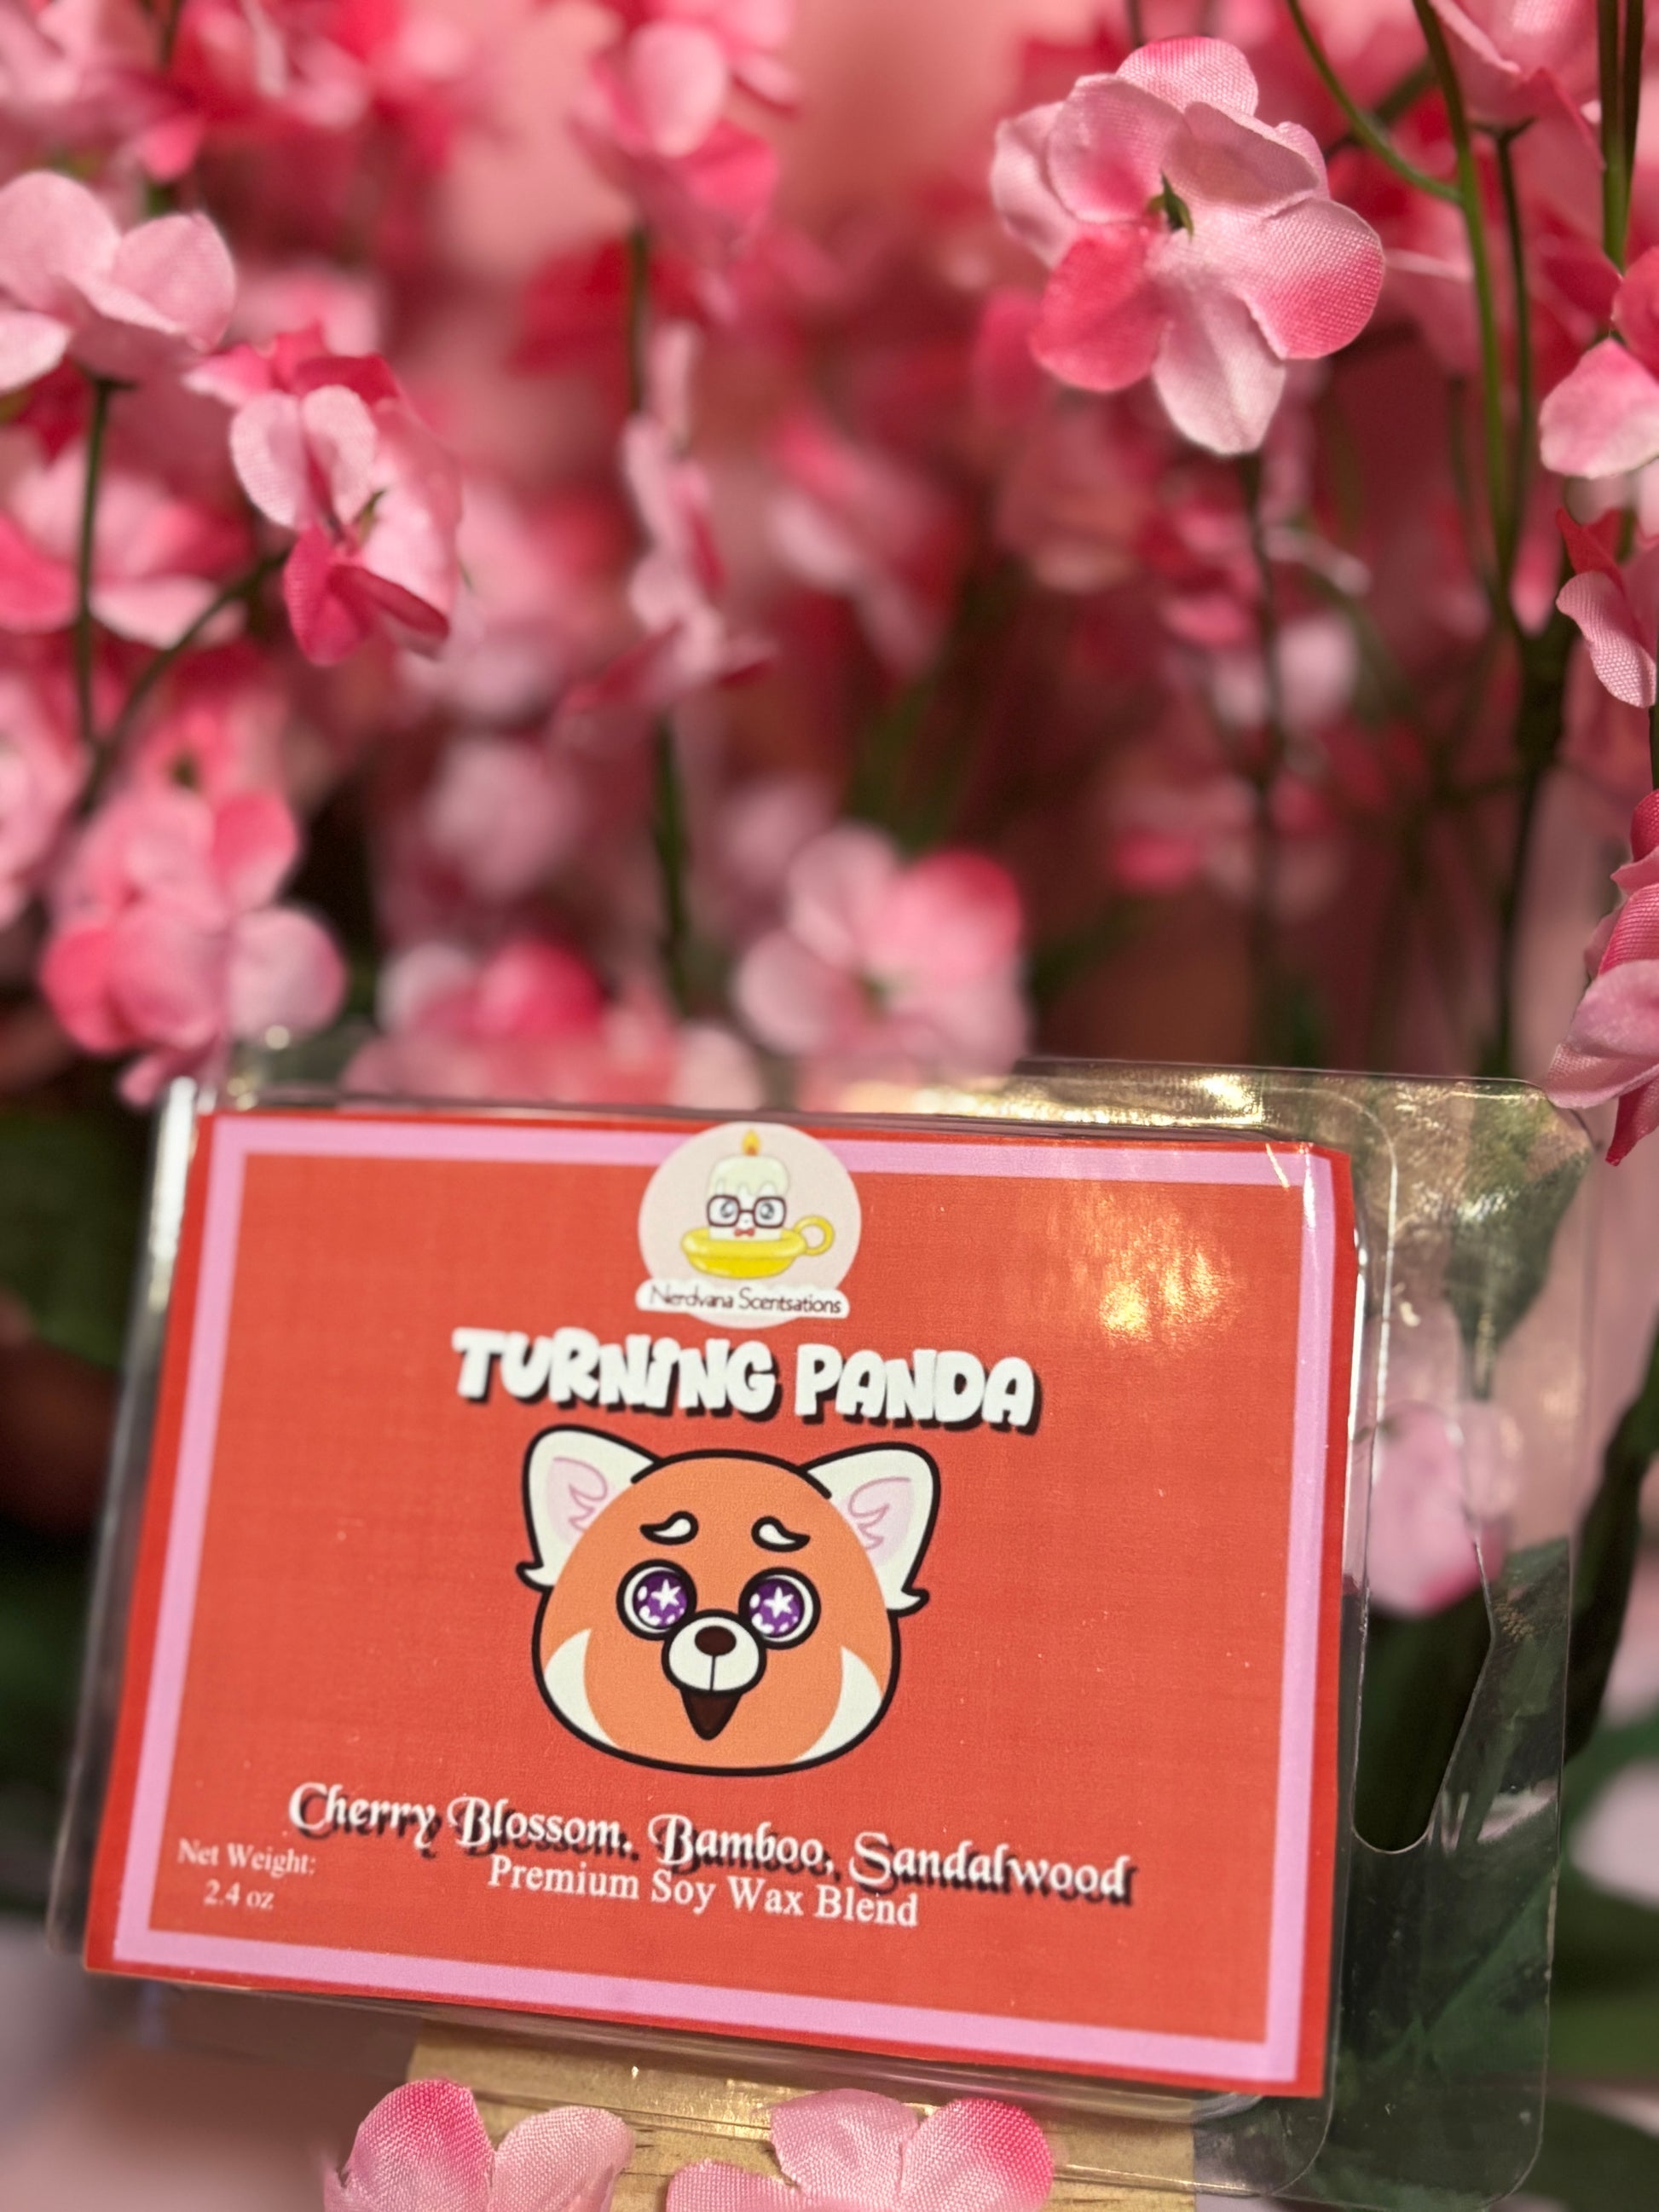 Nerdvana Scentsations
TURNING PANDA
Cherry Blossom, Bamboo, Sandalwood
Premium Soy Wax Blend
Net Weight:
2.4 oz